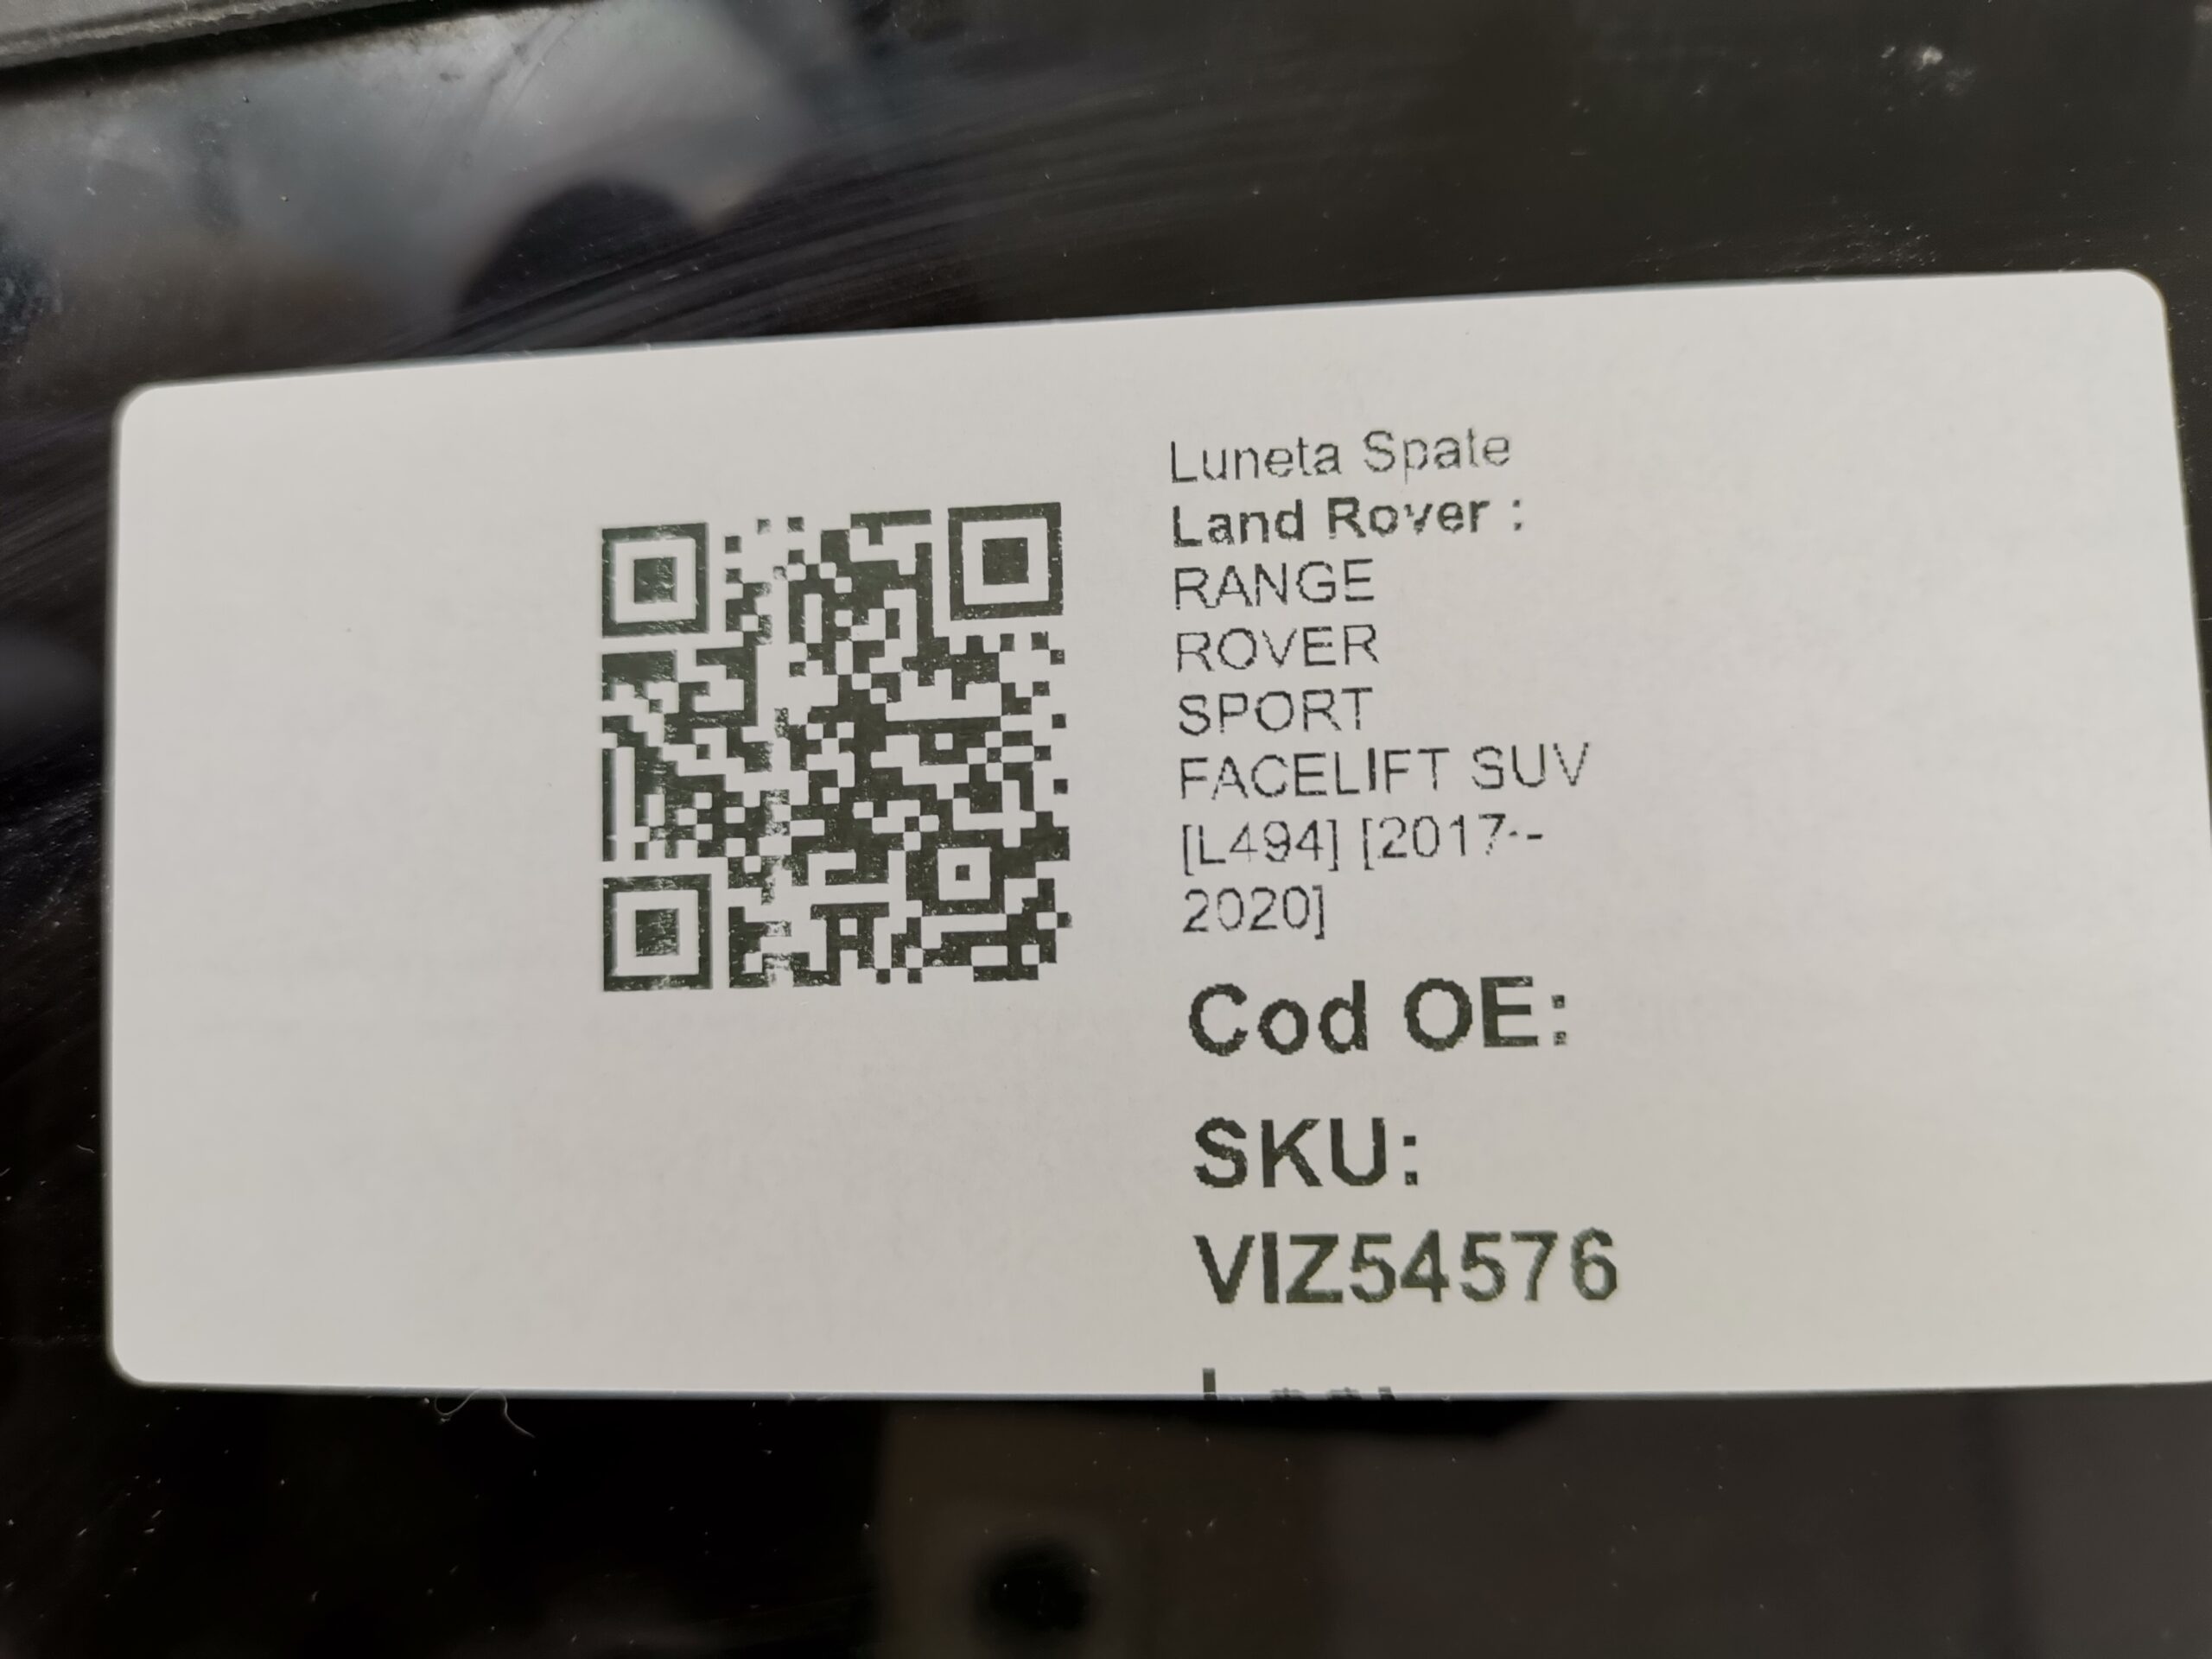 Luneta Spate
Land Rover :
RANGE
ROVER
SPORT
FACELIFT SUV
[L494] [2017--
2020]
Cod OE:
SKU:
VIZ54576